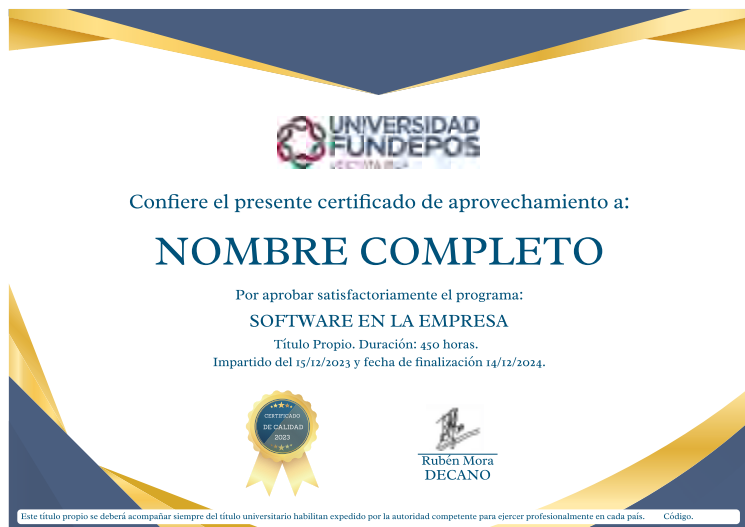 UNIVERSIDAD
FUNDEPOS
Confiere el presente certificado de aprovechamiento a:
NOMBRE COMPLETO
Por aprobar satisfactoriamente el programa:
SOFTWARE EN LA EMPRESA
Título Propio. Duración: 450 horas.
Impartido del 15/12/2023 y fecha de finalización 14/12/2024.
CERTIFICADO
DE CALIDAD
2023
Rubén Mora
DECANO
Este título propio se deberá acompañar siempre del título universitario habilitan expedido por la autoridad competente para ejercer profesionalmente en cada país. Código.